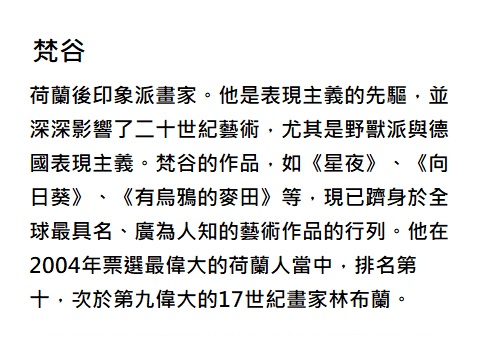 梵谷
荷蘭後印象派畫家。他是表現主義的先驅，並
深深影響了二十世紀藝術，尤其是野獸派與德
國表現主義。梵谷的作品，如《星夜》、《向
日葵》、《有烏鴉的麥田》等，現已躋身於全
球最具名、廣為人知的藝術作品的行列。他在
2004年票選最偉大的荷蘭人當中，排名第
十，次於第九偉大的17世紀畫家林布蘭。